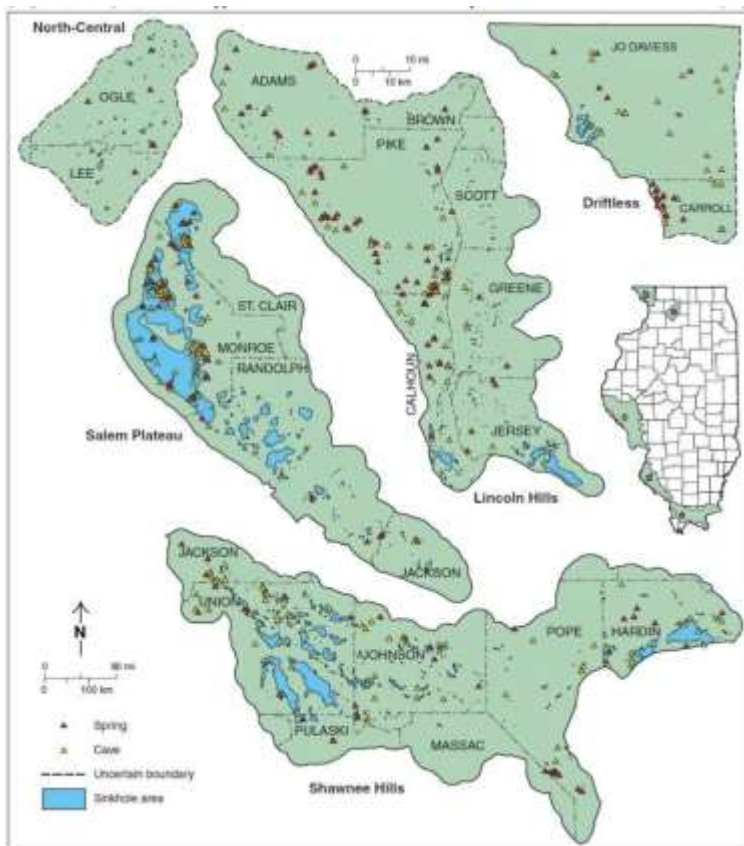 North-Central
OGLE
LEE
ADAMS
0 10 mi
0 10 km
BROWN
PIKE
SCOTT
GREENE
CALHOUN
JERSEY
Lincoln Hills
JO DAVIESS
Driftless
CARROLL
ST. CLAIR
MONROE
RANDOLPH
Salem Plateau
JACKSON
JACKSON
UNION
JOHNSON
POPE
HARDIN
PULASKI
MASSAC
Shawnee Hills
N
0
100 km
Spring
Cave
Uncertain boundary
Sinkhole area